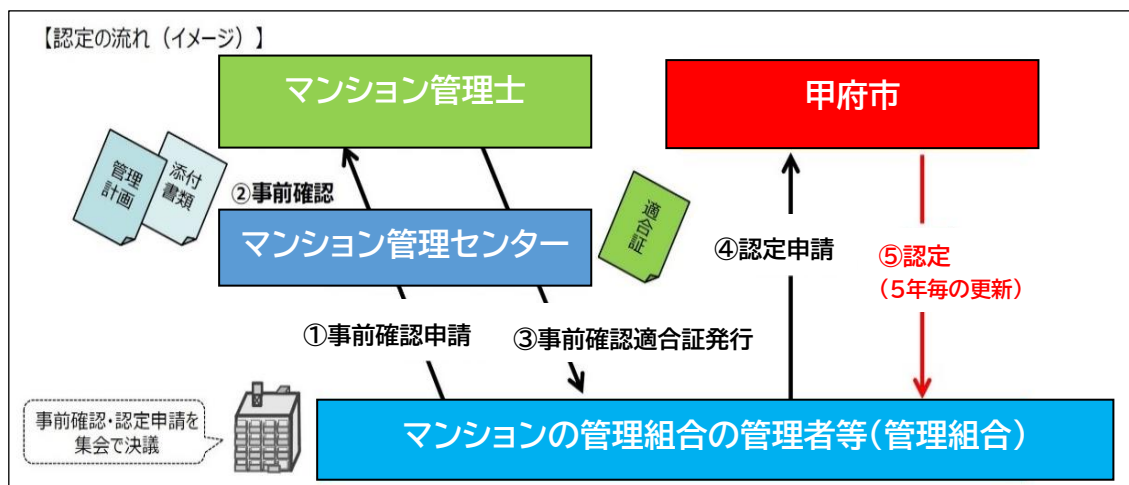 【認定の流れ（イメージ）】
マンション管理士
甲府市
管理
計画
添付
書類
②事前確認
マンション管理センター
適合証
④認定申請
⑤認定
（5年毎の更新）
①事前確認申請
③事前確認適合証発行
事前確認・認定申請を
集会で決議
マンションの管理組合の管理者等（管理組合）